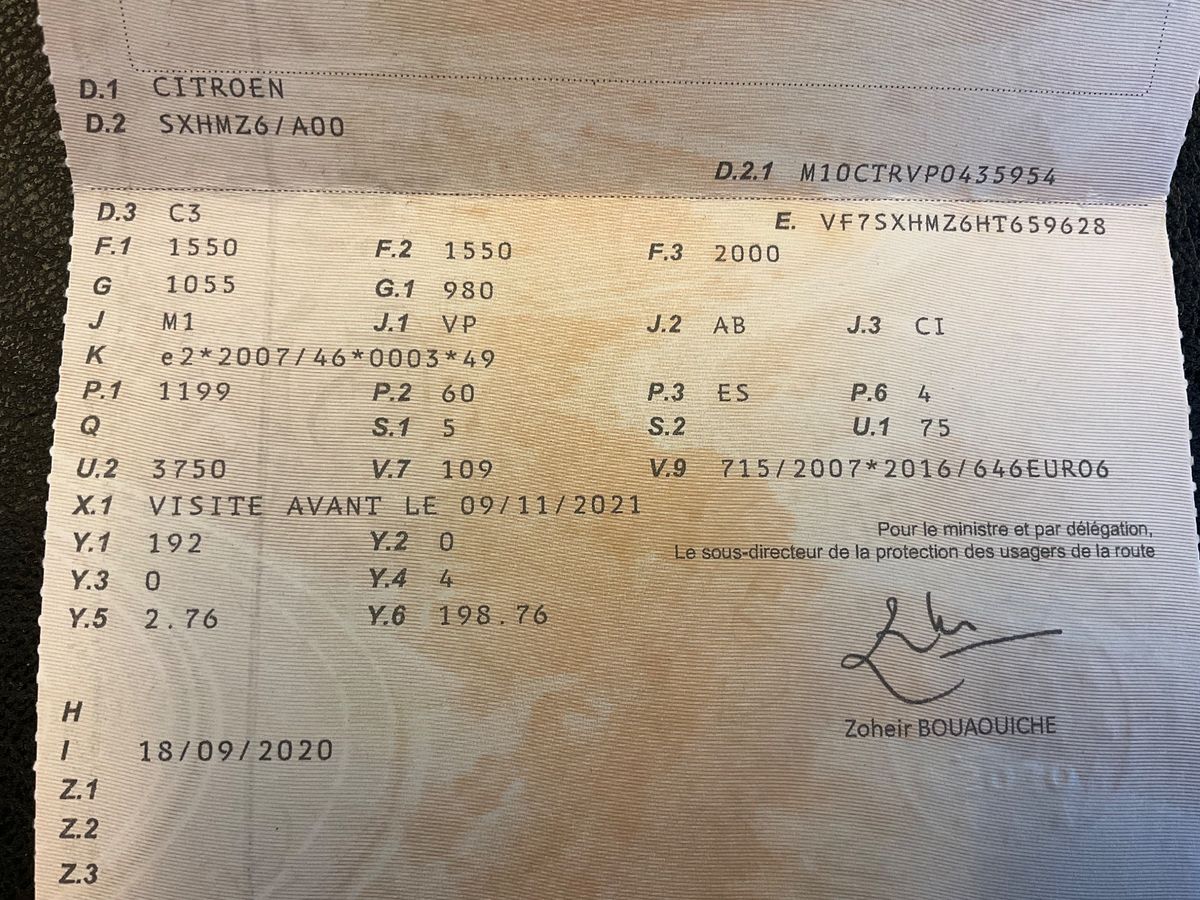 D.1 CITROEN
D.2 SXHMZ6/A00
D.2.1 M10CTRVP0435954
D.3 C3 E. VF7SXHMZ6HT659628
F.1 1550 F.2 1550 F.3 2000
G 1055 G.1 980
J M1 J.1 VP J.2 AB J.3 CI
K e2*2007/46*0003*49
P.1 1199 P.2 60 P.3 ES P.6 4
Q S.1 5 S.2 U.1 75
U.2 3750 V.7 109 V.9 715/2007*2016/646EURO6
X.1 VISITE AVANT LE 09/11/2021
Pour le ministre et par délégation,
Y.1 192 Y.2 0 Le sous-directeur de la protection des usagers de la route
Y.3 0 Y.4 4
Y.5 2.76 Y.6 198.76
H
Zoheir BOUAOUICHE
I 18/09/2020
Z.1
Z.2
Z.3